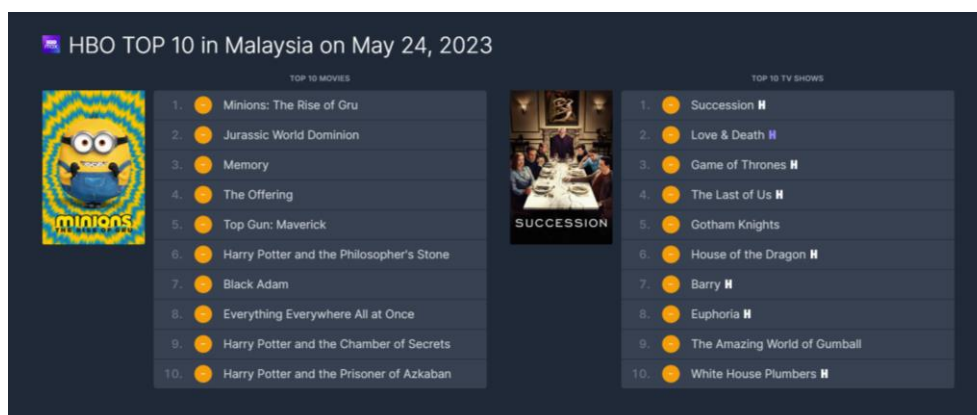 HBO TOP 10 in Malaysia on May 24, 2023
TOP 10 MOVIES
1. Minions: The Rise of Gru
2. Jurassic World Dominion
3. Memory
4. The Offering
5. Top Gun: Maverick
6. Harry Potter and the Philosopher's Stone
7. Black Adam
8. Everything Everywhere All at Once
9. Harry Potter and the Chamber of Secrets
10. Harry Potter and the Prisoner of Azkaban
MINIONS
THE RISE OF GRU
TOP 10 TV SHOWS
1. Succession H
2. Love & Death H
3. Game of Thrones H
4. The Last of Us H
5. Gotham Knights
6. House of the Dragon H
7. Barry H
8. Euphoria H
9. The Amazing World of Gumball
10. White House Plumbers H
SUCCESSION